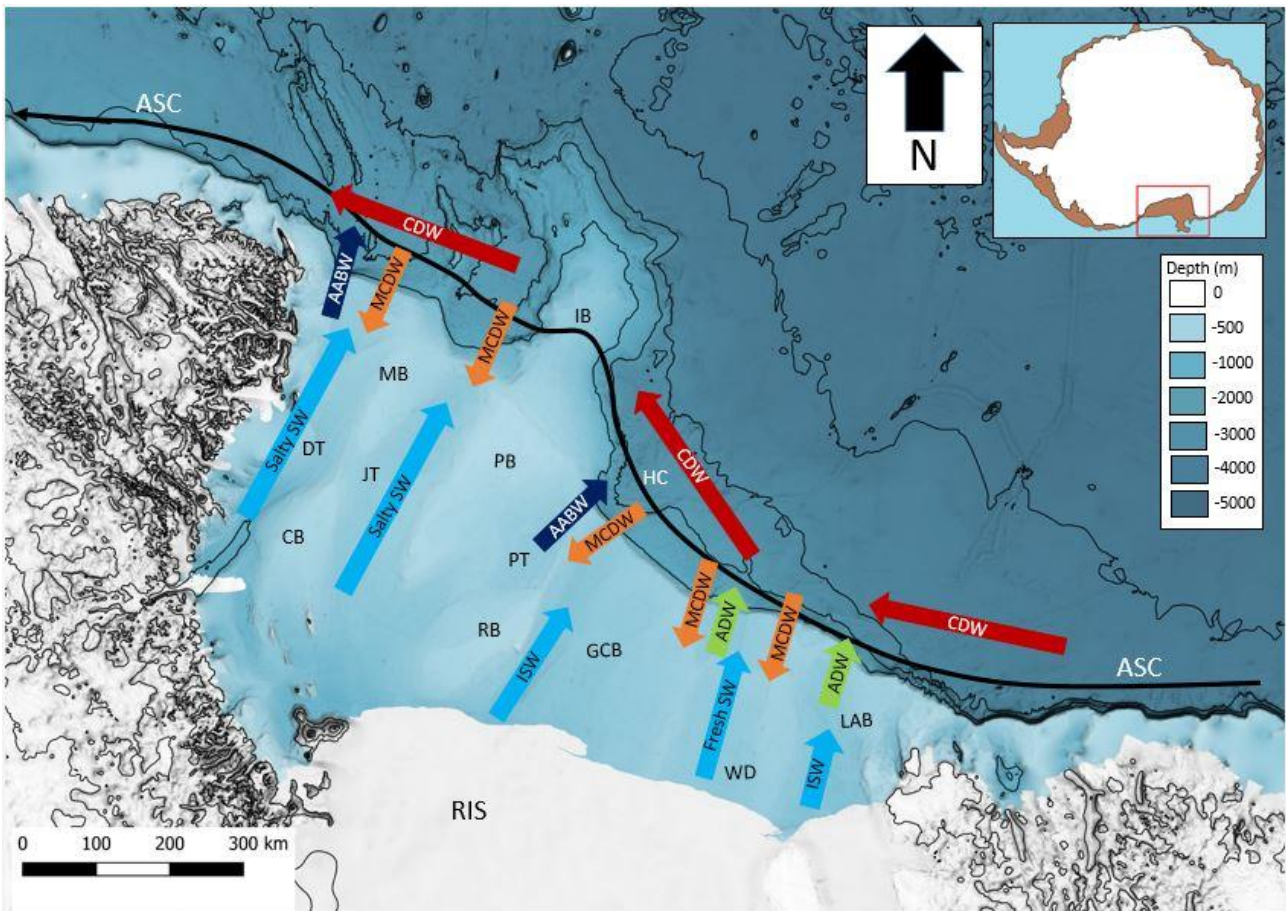 ASC
N
CDW
AABW
MCDW
MCDW
IB
Depth (m)
0
-500
-1000
-2000
-3000
-4000
-5000
MB
Salty SW
DT
JT
Salty SW
PB
HC
CDW
AABW
MCDW
CB
PT
RB
GCB
ISW
MCDW
ADW
MCDW
CDW
ASC
ADW
Fresh SW
LAB
WD
ISW
RIS
0 100 200 300 km